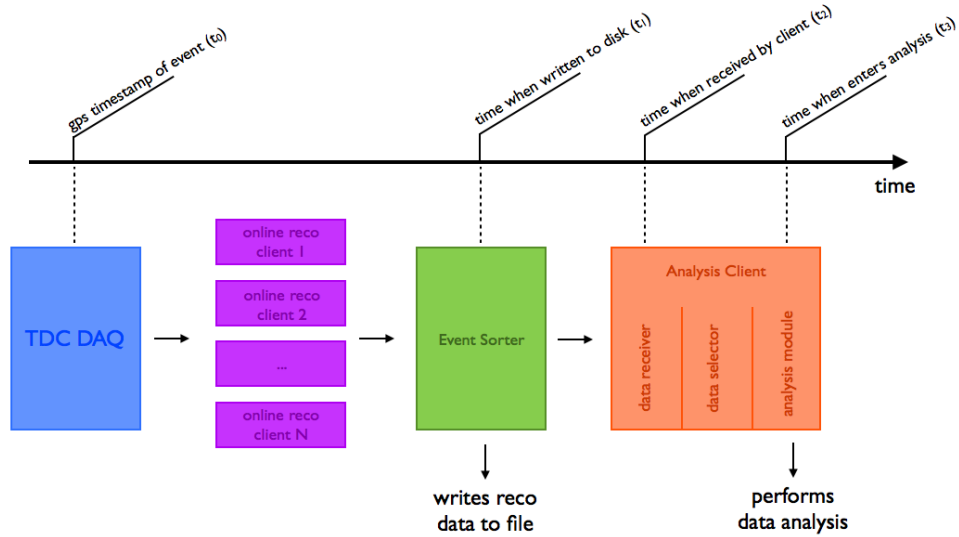 gps timestamp of event (t₀)
time when written to disk (t₁)
time when received by client (t₂)
time when enters analysis (t₃)
time
TDC DAQ
online reco
client 1
online reco
client 2
...
online reco
client N
Event Sorter
Analysis Client
data receiver
data selector
analysis module
writes reco
data to file
performs
data analysis